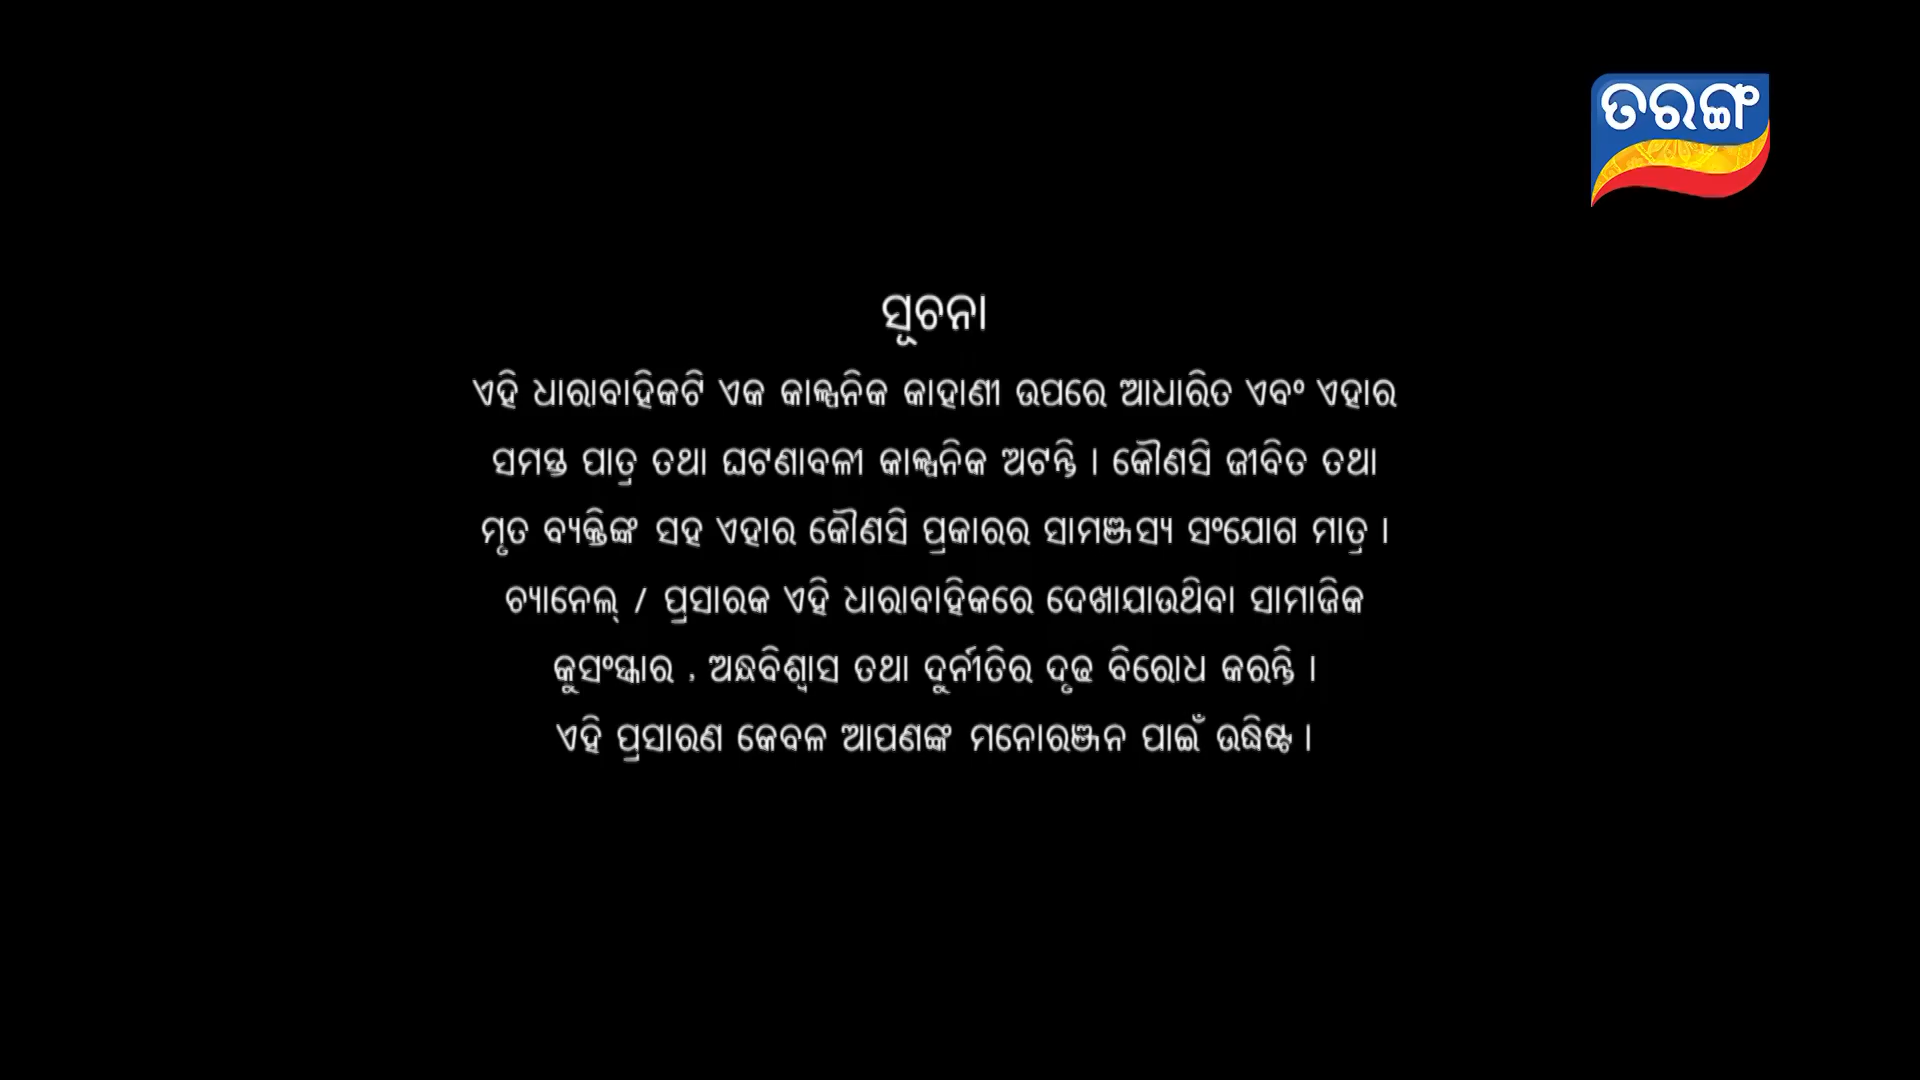 ତରଙ୍ଗ
ସୂଚନା
ଏହି ଧାରାବାହିକଟି ଏକ କାଳ୍ପନିକ କାହାଣୀ ଉପରେ ଆଧାରିତ ଏବଂ ଏହାର
ସମସ୍ତ ପାତ୍ର ତଥା ଘଟଣାବଳୀ କାଳ୍ପନିକ ଅଟନ୍ତି । କୌଣସି ଜୀବିତ ତଥା
ମୃତ ବ୍ୟକ୍ତିଙ୍କ ସହ ଏହାର କୌଣସି ପ୍ରକାରର ସାମଞ୍ଜସ୍ୟ ସଂଯୋଗ ମାତ୍ର ।
ଚ୍ୟାନେଲ୍ / ପ୍ରସାରକ ଏହି ଧାରାବାହିକରେ ଦେଖାଯାଉଥିବା ସାମାଜିକ
କୁସଂସ୍କାର , ଅନ୍ଧବିଶ୍ୱାସ ତଥା ଦୁର୍ନୀତିର ଦୃଢ ବିରୋଧ କରନ୍ତି ।
ଏହି ପ୍ରସାରଣ କେବଳ ଆପଣଙ୍କ ମନୋରଞ୍ଜନ ପାଇଁ ଉଦ୍ଧିଷ୍ଟ ।